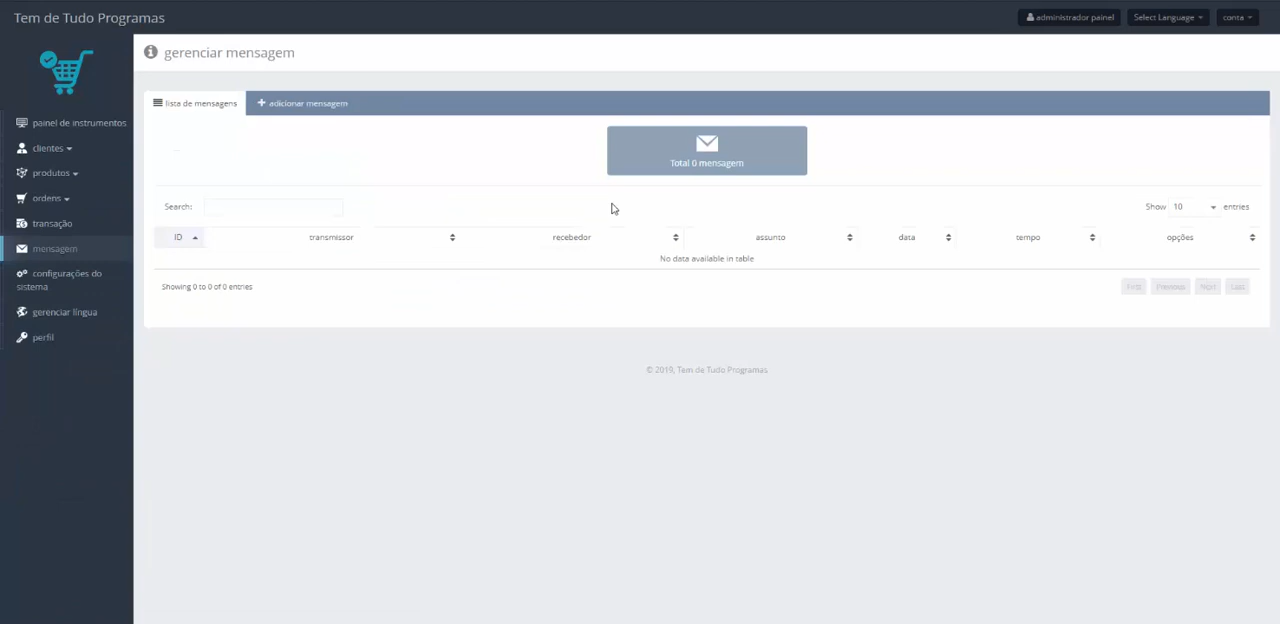 Tem de Tudo Programas
administrador painel
Select Language
conta
gerenciar mensagem
lista de mensagens
adicionar mensagem
painel de instrumentos
clientes
produtos
ordens
transação
mensagem
configurações do
sistema
gerenciar língua
perfil
Total 0 mensagem
Search:
Show 10 entries
ID transmissor recebedor assunto data tempo opções
No data available in table
Showing 0 to 0 of 0 entries
First Previous Next Last
© 2019, Tem de Tudo Programas